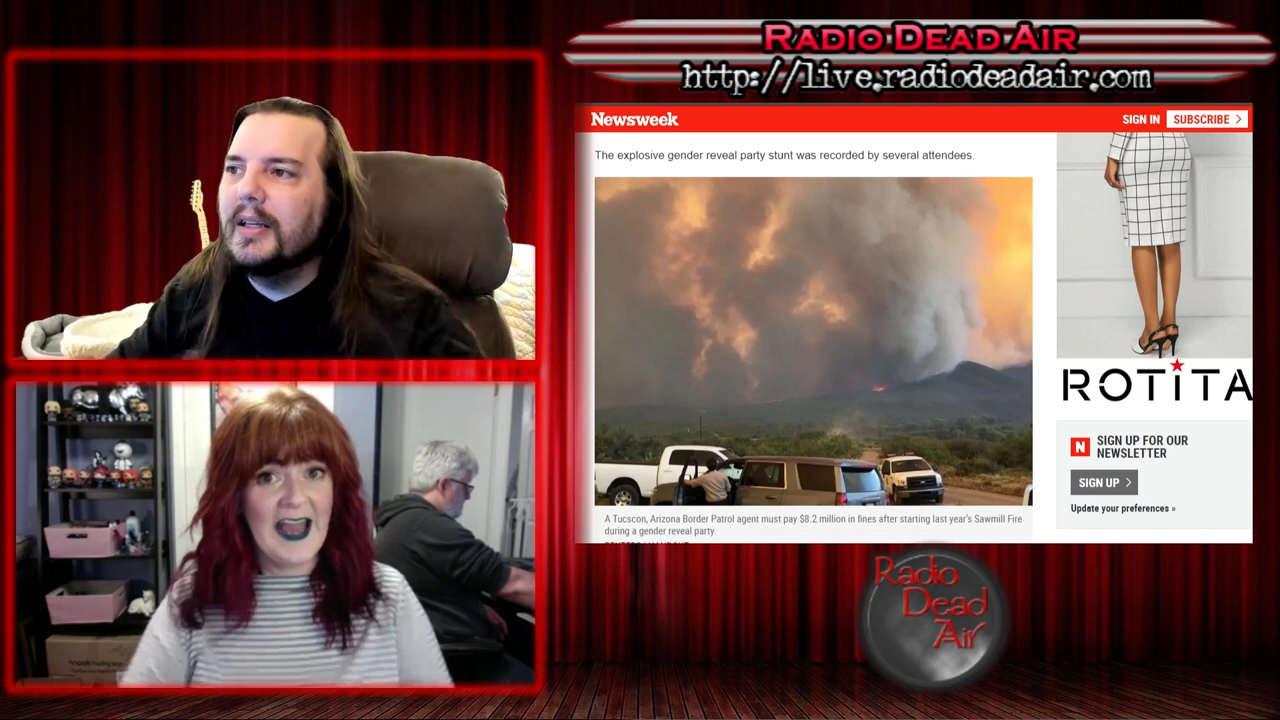 Radio Dead Air
http://live.radiodeadair.com
Newsweek
SIGN IN
SUBSCRIBE >
The explosive gender reveal party stunt was recorded by several attendees.
A Tucscon, Arizona Border Patrol agent must pay $8.2 million in fines after starting last year's Sawmill Fire
during a gender reveal party.
ROTITA
N
SIGN UP FOR OUR
NEWSLETTER
SIGN UP >
Update your preferences »
Radio
Dead
Air